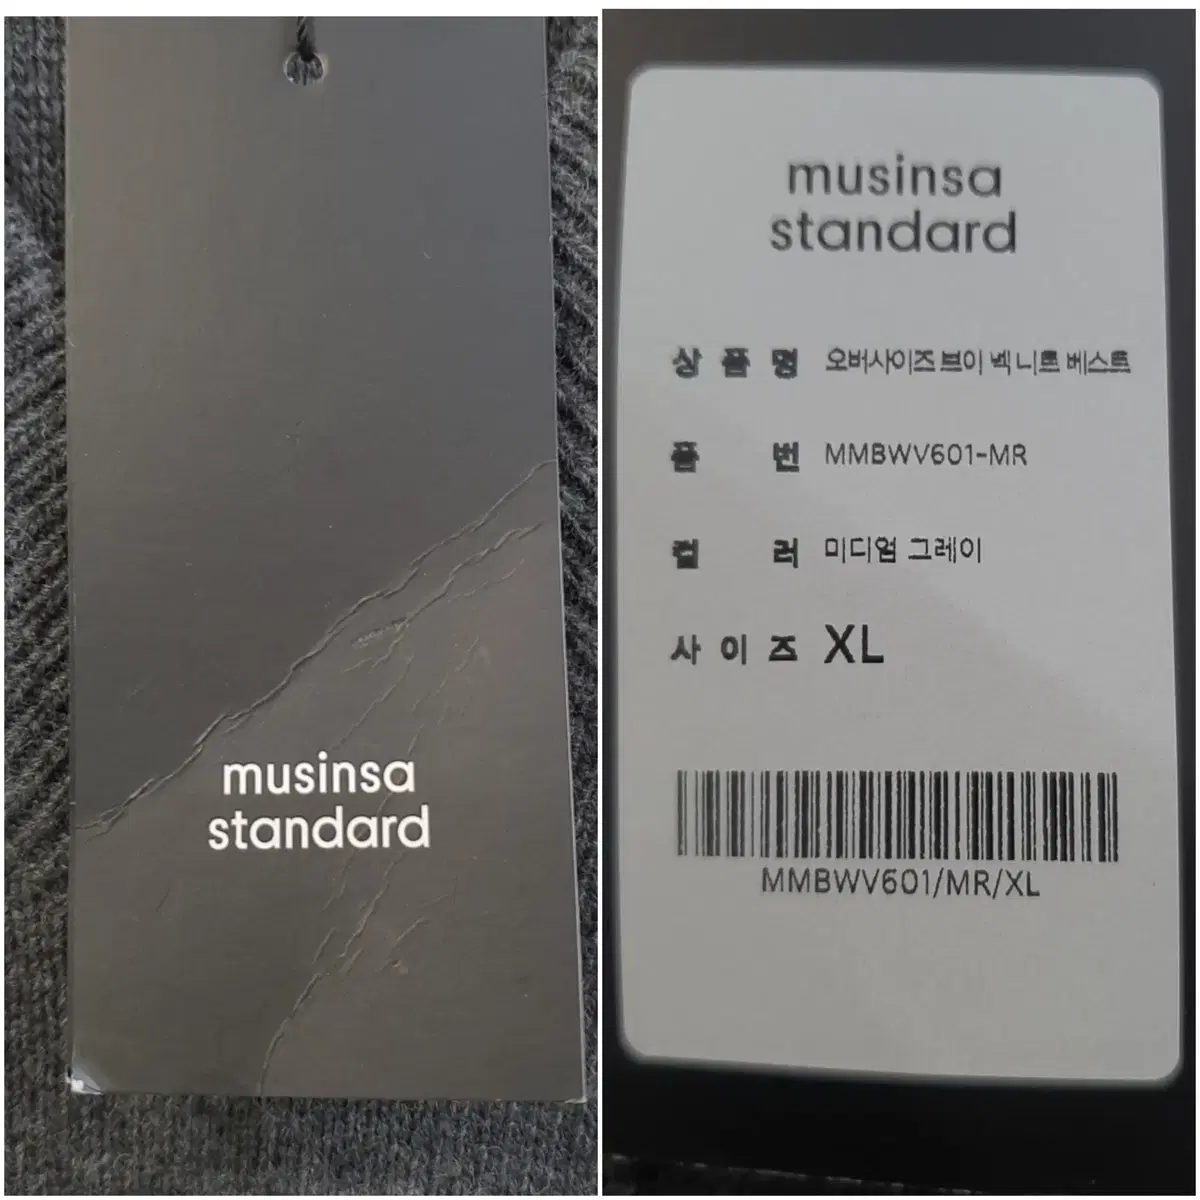 musinsa
standard
musinsa
standard
상품명 오버사이즈 브이 넥 니트 베스트
품번 MMBWV601-MR
컬러 미디엄 그레이
사이즈 XL
MMBWV601/MR/XL